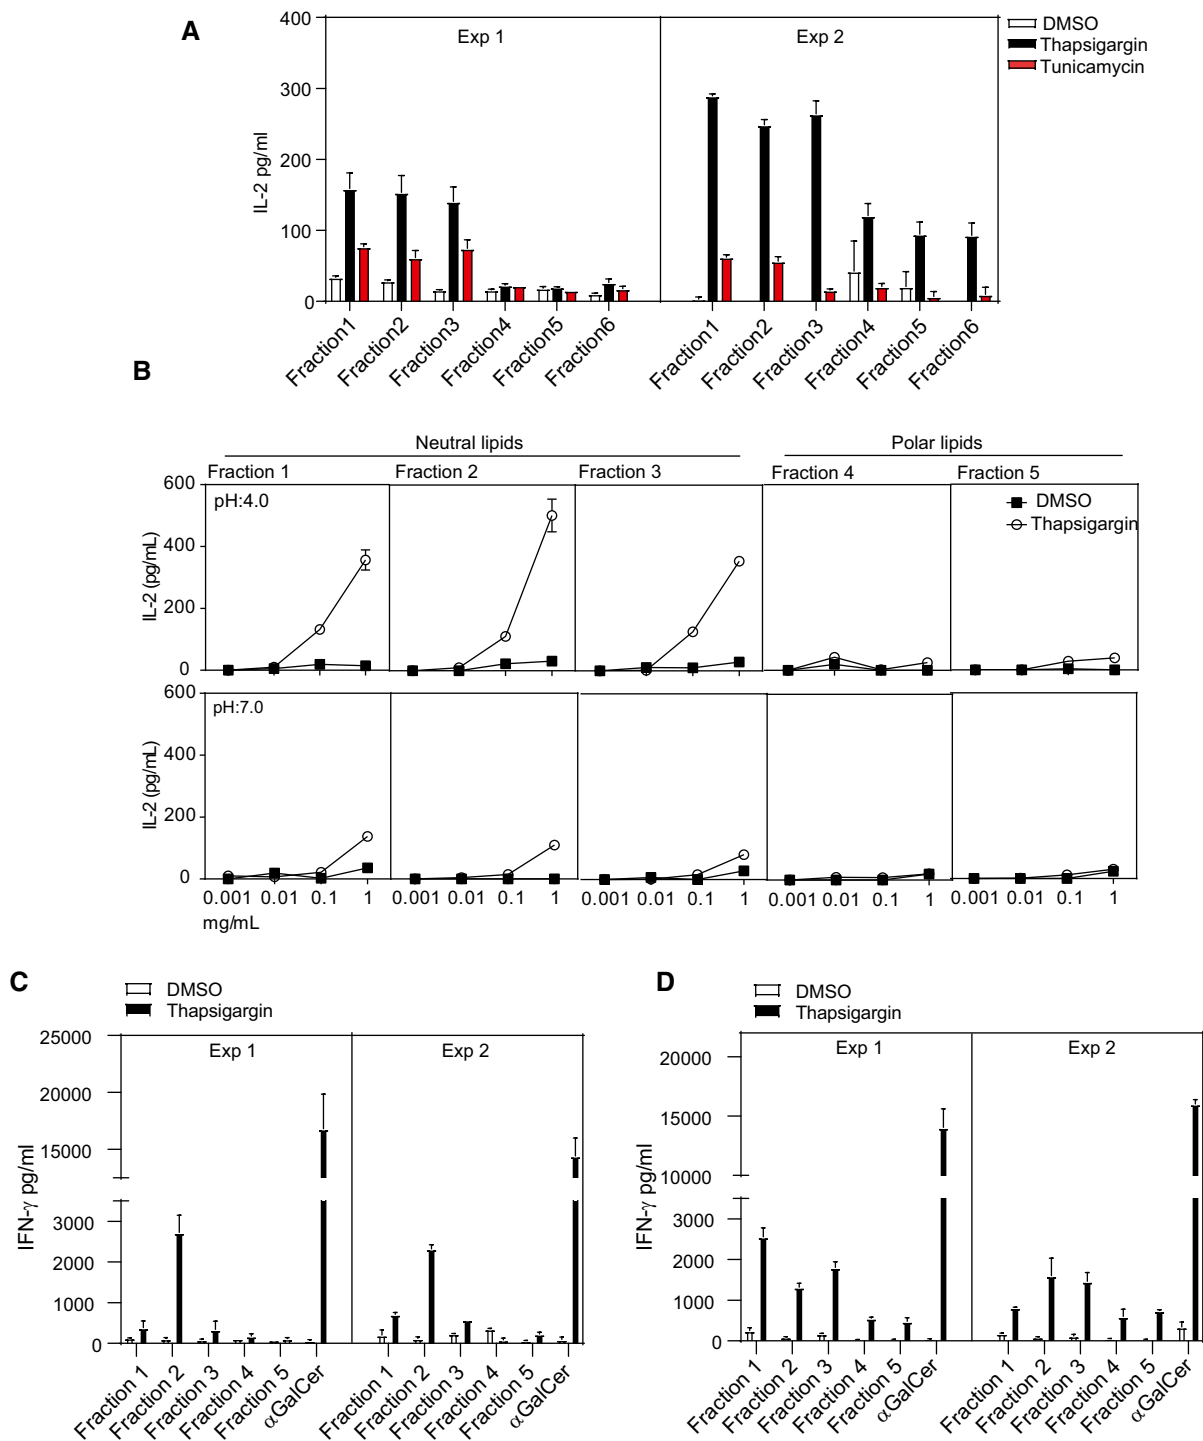 A
Exp 1
Exp 2
DMSO
Thapsigargin
Tunicamycin
400
300
200
100
0
IL-2 pg/ml
Fraction1
Fraction2
Fraction3
Fraction4
Fraction5
Fraction6
Fraction1
Fraction2
Fraction3
Fraction4
Fraction5
Fraction6
B
Neutral lipids
Polar lipids
Fraction 1
Fraction 2
Fraction 3
Fraction 4
Fraction 5
pH:4.0
DMSO
Thapsigargin
600
400
200
0
IL-2 (pg/mL)
pH:7.0
600
400
200
0
IL-2 (pg/mL)
0.001 0.01 0.1 1
0.001 0.01 0.1 1
0.001 0.01 0.1 1
0.001 0.01 0.1 1
0.001 0.01 0.1 1
mg/mL
C
DMSO
Thapsigargin
Exp 1
Exp 2
25000
20000
15000
3000
2000
1000
0
IFN-γ pg/ml
Fraction 1
Fraction 2
Fraction 3
Fraction 4
Fraction 5
αGalCer
Fraction 1
Fraction 2
Fraction 3
Fraction 4
Fraction 5
αGalCer
D
DMSO
Thapsigargin
Exp 1
Exp 2
20000
15000
10000
3000
2000
1000
0
IFN-γ pg/ml
Fraction 1
Fraction 2
Fraction 3
Fraction 4
Fraction 5
αGalCer
Fraction 1
Fraction 2
Fraction 3
Fraction 4
Fraction 5
αGalCer